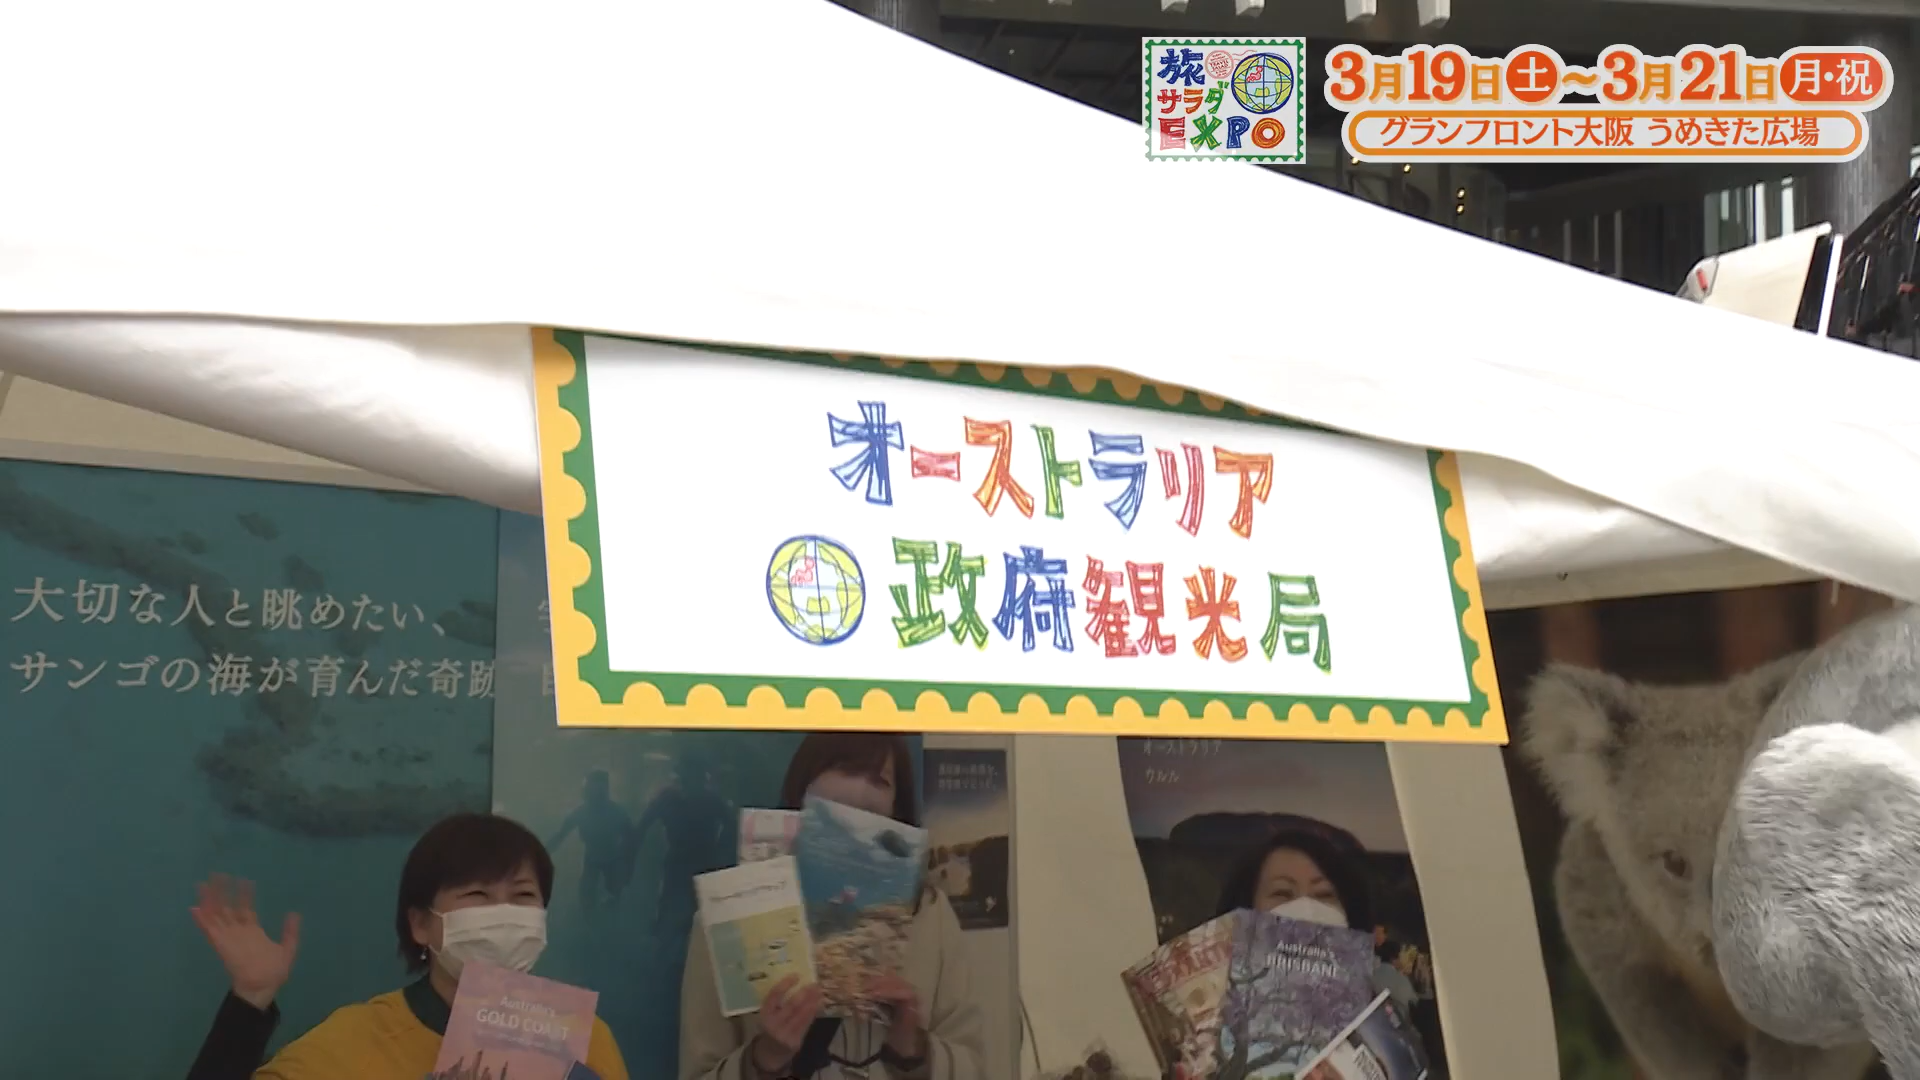 旅
サラダ
EXPO
3月19日土~3月21日月・祝
グランフロント大阪 うめきた広場
オーストラリア
政府観光局
大切な人と眺めたい、
サンゴの海が育んだ奇跡
オーストラリア
ウルル
Australia's
GOLD COAST
Australia's
BRISBANE